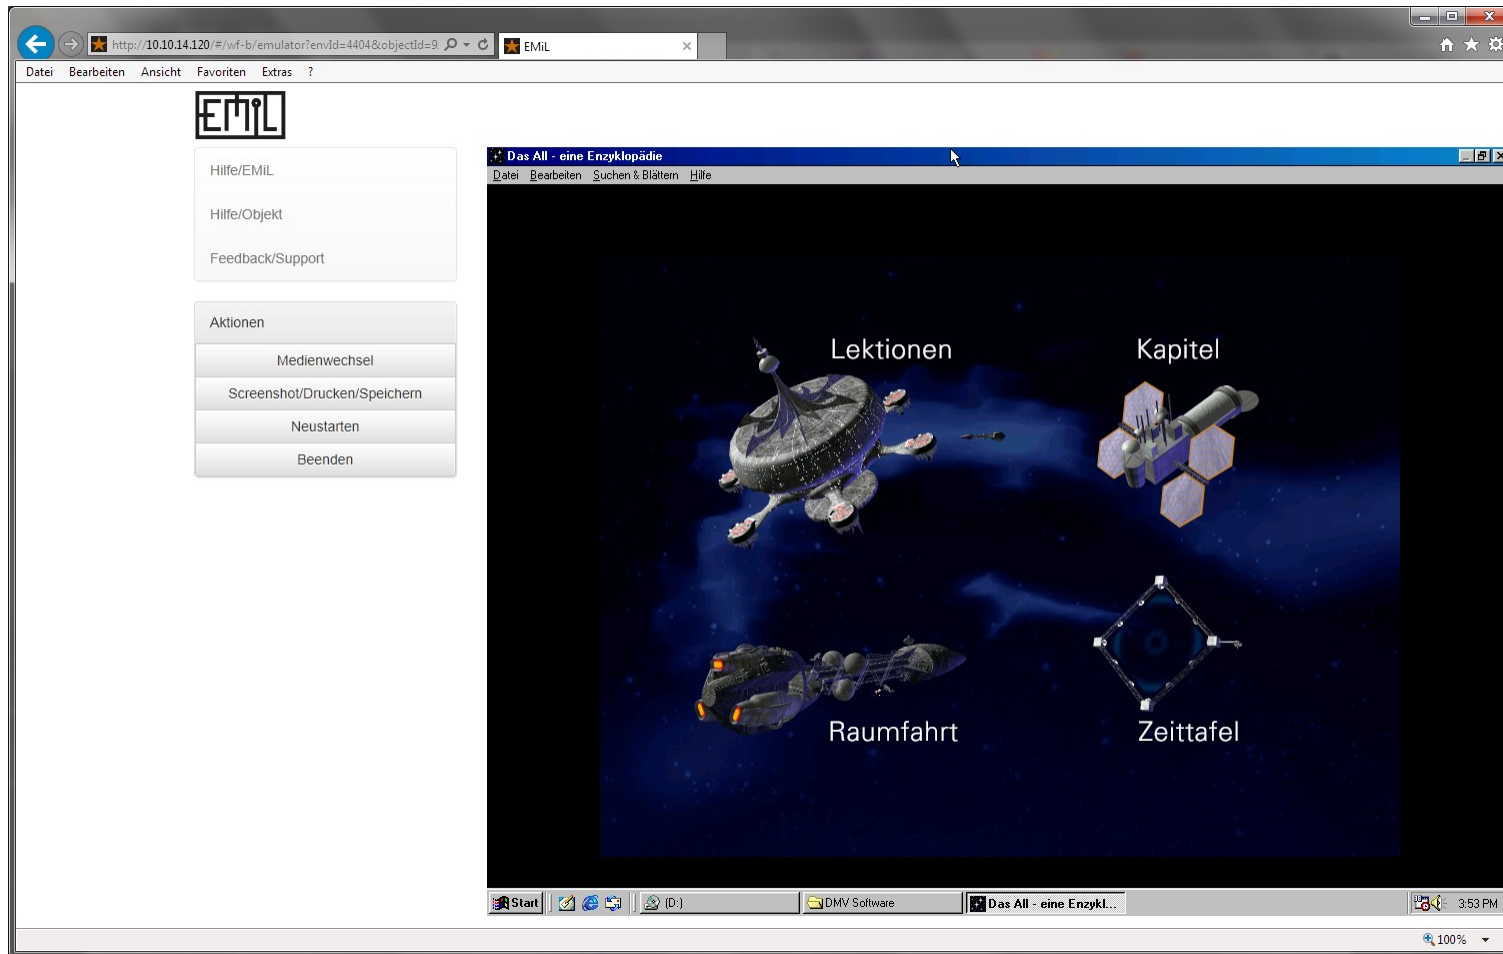 http://10.10.14.120/#/wf-b/emulator?envId=4404&objectId=9
EMiL
Datei Bearbeiten Ansicht Favoriten Extras ?
EMiL
Hilfe/EMiL
Hilfe/Objekt
Feedback/Support
Aktionen
Medienwechsel
Screenshot/Drucken/Speichern
Neustarten
Beenden
Das All - eine Enzyklopädie
Datei Bearbeiten Suchen & Blättern Hilfe
Lektionen
Kapitel
Raumfahrt
Zeittafel
Start
(D:)
DMV Software
Das All - eine Enzykl...
3:53 PM
100%